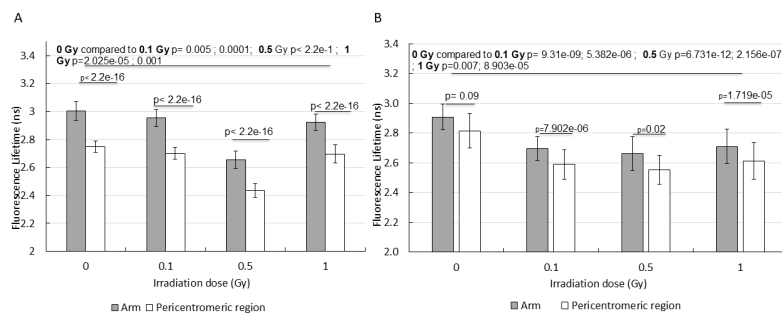 A
0 Gy compared to 0.1 Gy p= 0.005 ; 0.0001; 0.5 Gy p< 2.2e-1 ; 1
Gy p=2.025e-05 ; 0.001
p< 2.2e-16
p< 2.2e-16
p< 2.2e-16
p< 2.2e-16
3.4
3.2
3.0
2.8
2.6
2.4
2.2
2
Fluorescence Lifetime (ns)
0
0.1
0.5
1
Irradiation dose (Gy)
Arm
Pericentromeric region
B
0 Gy compared to 0.1 Gy p= 9.31e-09; 5.382e-06 ; 0.5 Gy p=6.731e-12; 2.156e-07
; 1 Gy p=0.007; 8.903e-05
p= 0.09
p=7.902e-06
p=0.02
p=1.719e-05
3.4
3.2
3.0
2.8
2.6
2.4
2.2
2.0
Fluorescence Lifetime (ns)
0
0.1
0.5
1
Irradiation dose (Gy)
Arm
Pericentromeric region